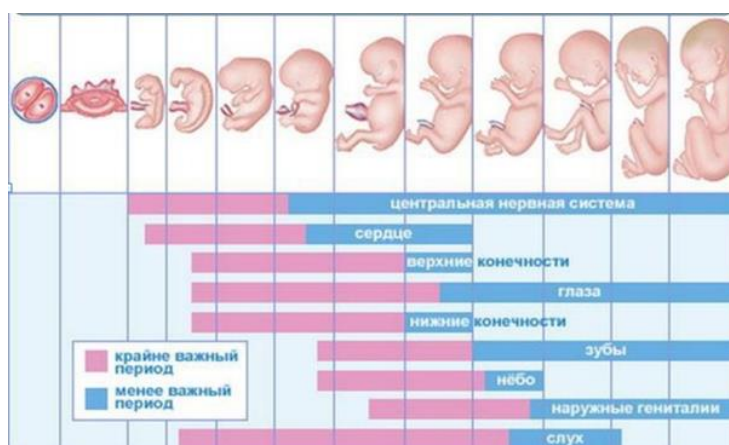 центральная нервная система
сердце
верхние конечности
глаза
нижние конечности
зубы
нёбо
наружные гениталии
слух
крайне важный
период
менее важный
период